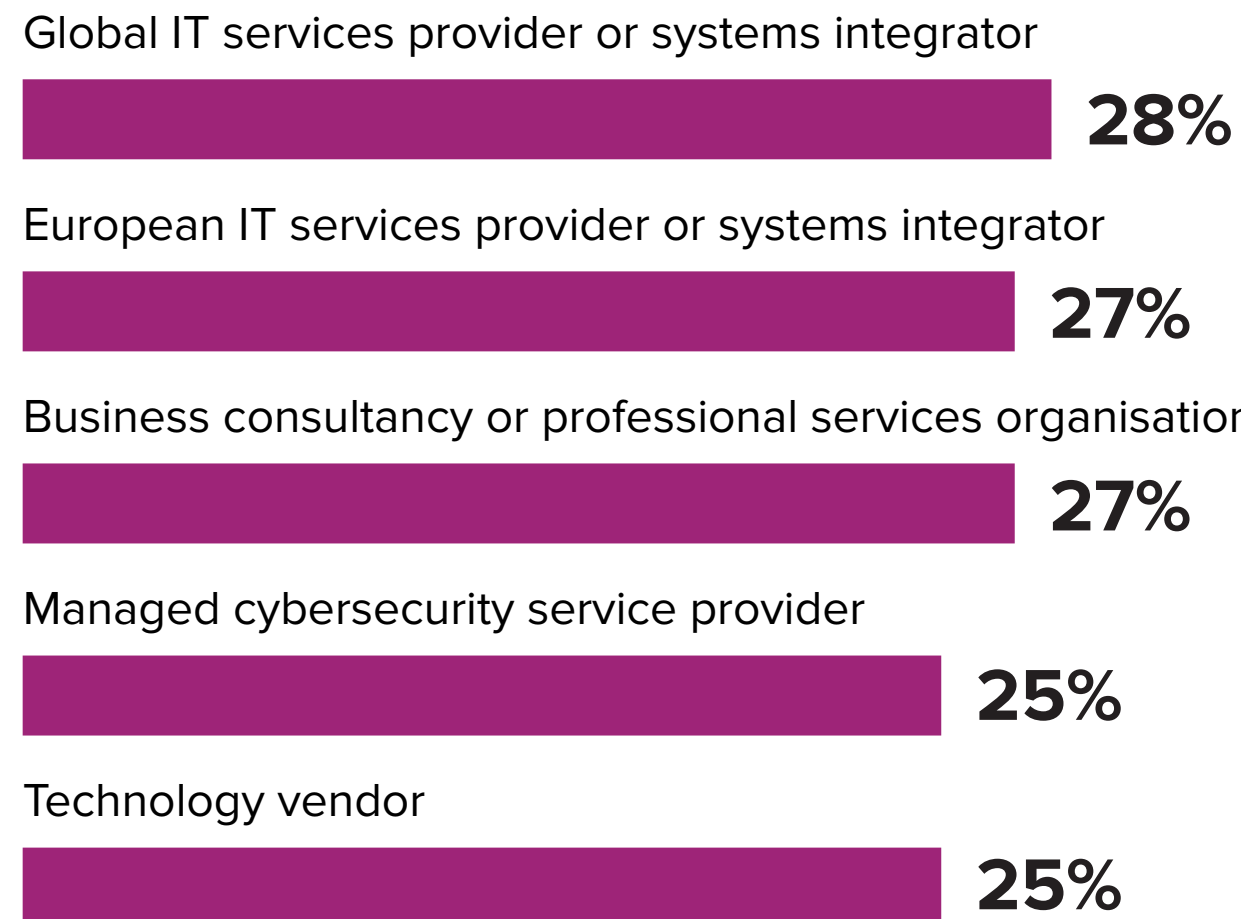 Global IT services provider or systems integrator
28%
European IT services provider or systems integrator
27%
Business consultancy or professional services organisation
27%
Managed cybersecurity service provider
25%
Technology vendor
25%